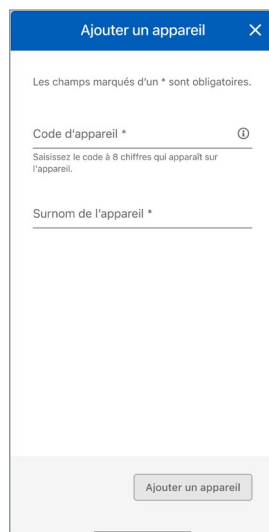 Ajouter un appareil
Les champs marqués d'un * sont obligatoires.
Code d'appareil *
Saisissez le code à 8 chiffres qui apparaît sur
l'appareil.
Surnom de l'appareil *
Ajouter un appareil